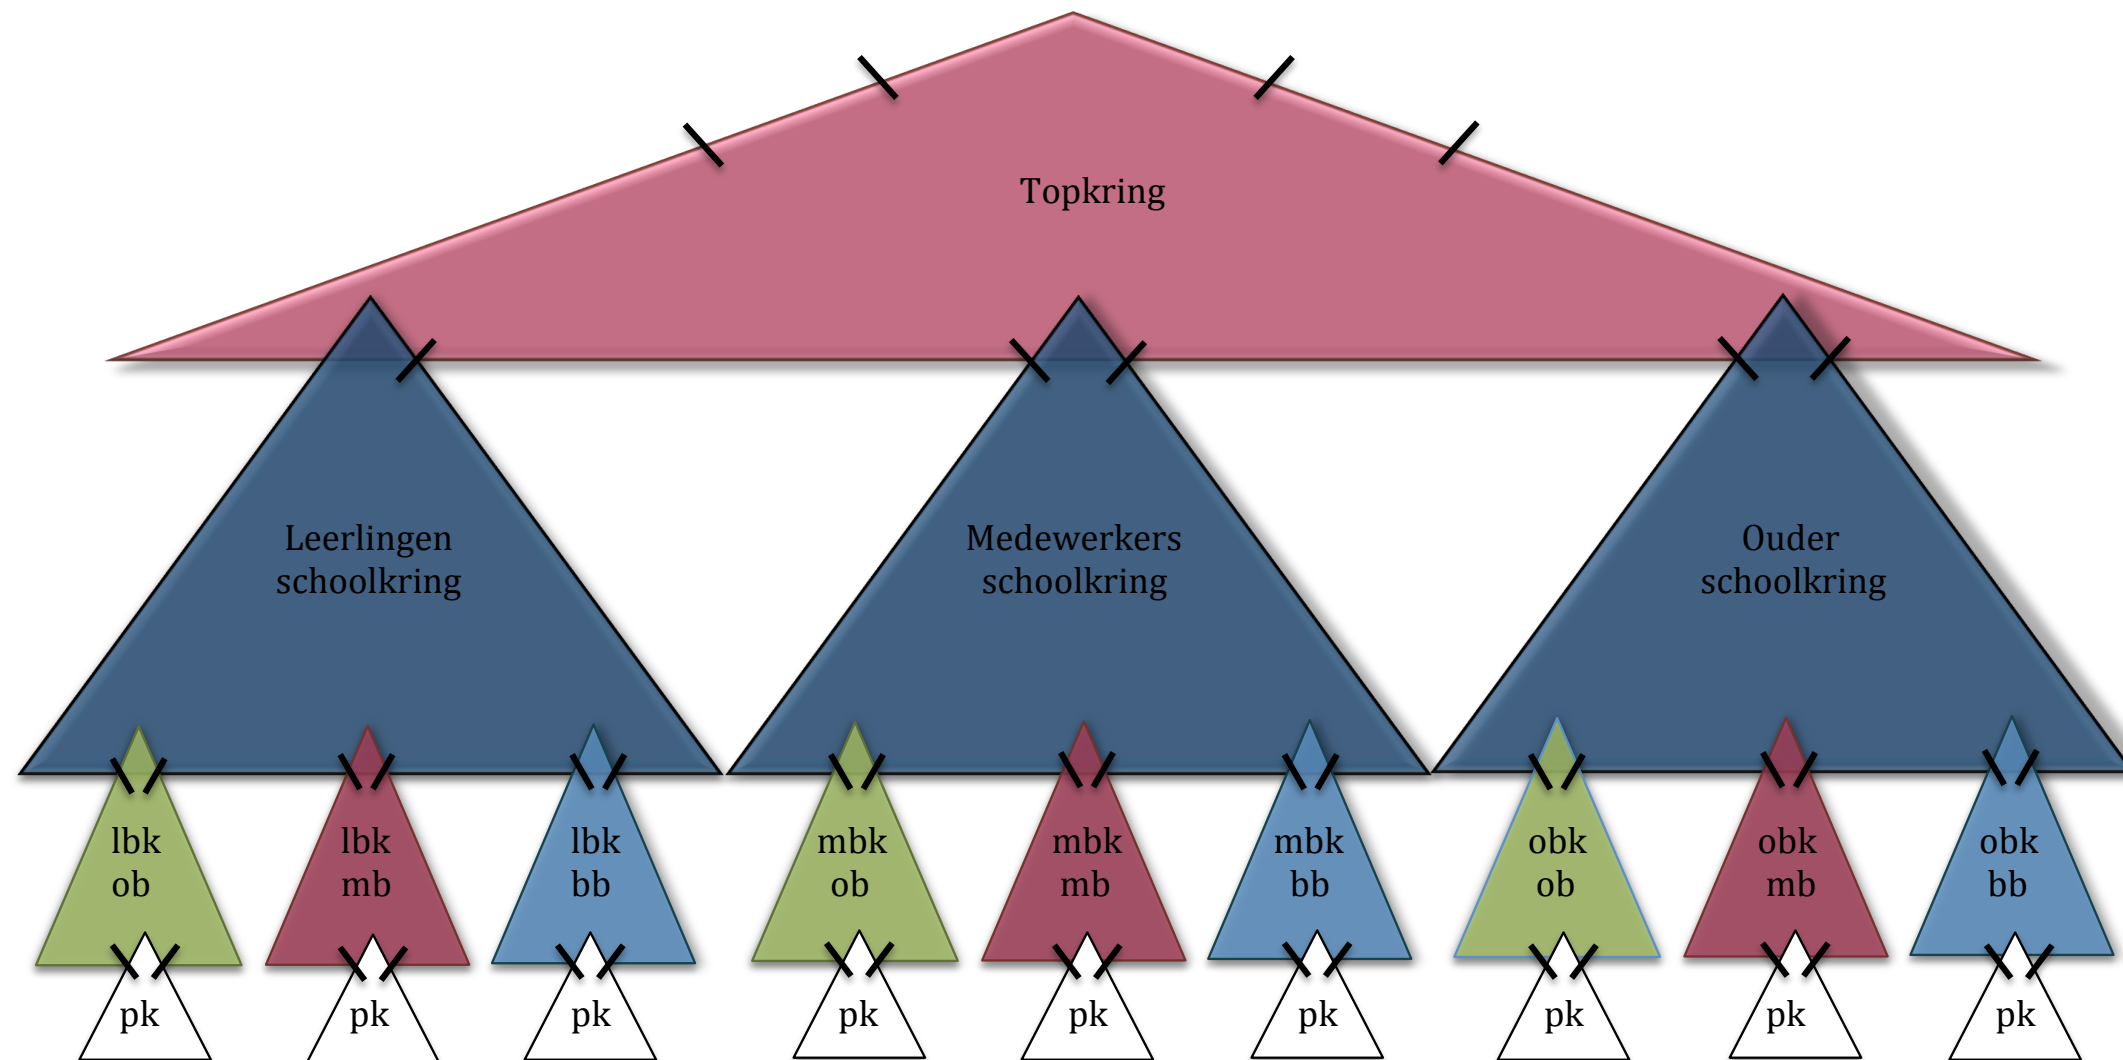 Topkring
Leerlingen
schoolkring
Medewerkers
schoolkring
Ouder
schoolkring
lbk
ob
lbk
mb
lbk
bb
mbk
ob
mbk
mb
mbk
bb
obk
ob
obk
mb
obk
bb
pk
pk
pk
pk
pk
pk
pk
pk
pk